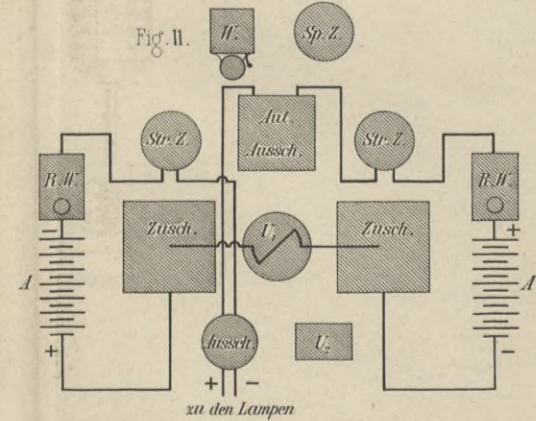 Fig. 11.
W.
Sp. Z.
Str. Z.
Aut.
Aussch.
Str. Z.
R. W.
R. W.
Zusch.
U₁
Zusch.
−
+
A
A
+
−
Aussch.
U₂
+ −
zu den Lampen